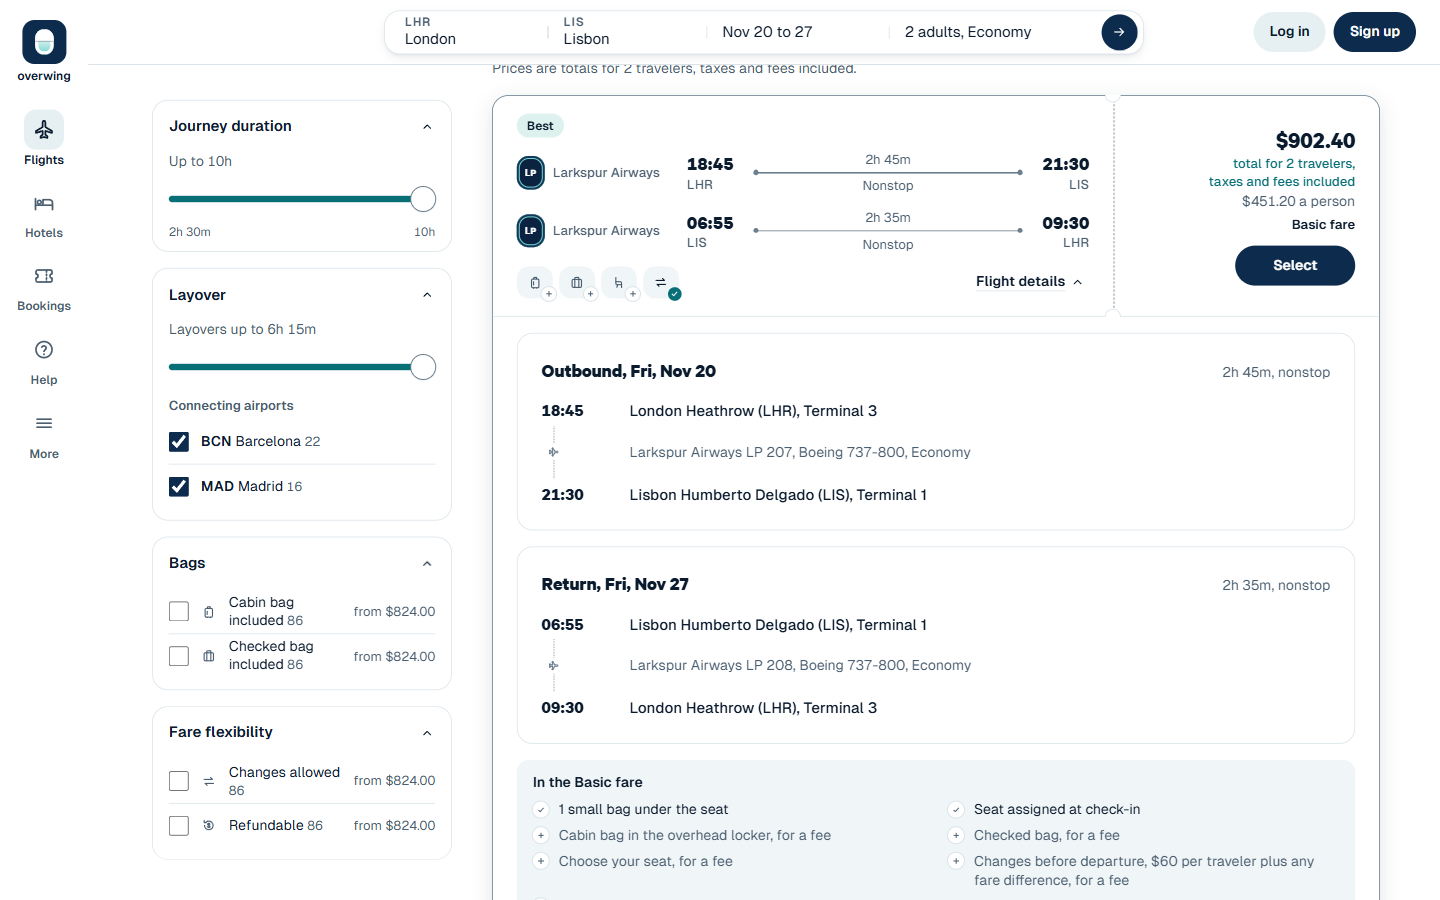 overwing
Flights
Hotels
Bookings
Help
More
LHR
London
LIS
Lisbon
Nov 20 to 27
2 adults, Economy
Log in
Sign up
Journey duration
Up to 10h
2h 30m
10h
Layover
Layovers up to 6h 15m
Connecting airports
BCN Barcelona 22
MAD Madrid 16
Bags
Cabin bag
included 86
from $824.00
Checked bag
included 86
from $824.00
Fare flexibility
Changes allowed
86
from $824.00
Refundable 86
from $824.00
Prices are totals for 2 travelers, taxes and fees included.
Best
LP
Larkspur Airways
18:45
LHR
2h 45m
Nonstop
21:30
LIS
LP
Larkspur Airways
06:55
LIS
2h 35m
Nonstop
09:30
LHR
Flight details
$902.40
total for 2 travelers,
taxes and fees included
$451.20 a person
Basic fare
Select
Outbound, Fri, Nov 20
2h 45m, nonstop
18:45
London Heathrow (LHR), Terminal 3
Larkspur Airways LP 207, Boeing 737-800, Economy
21:30
Lisbon Humberto Delgado (LIS), Terminal 1
Return, Fri, Nov 27
2h 35m, nonstop
06:55
Lisbon Humberto Delgado (LIS), Terminal 1
Larkspur Airways LP 208, Boeing 737-800, Economy
09:30
London Heathrow (LHR), Terminal 3
In the Basic fare
1 small bag under the seat
Seat assigned at check-in
Cabin bag in the overhead locker, for a fee
Checked bag, for a fee
Choose your seat, for a fee
Changes before departure, $60 per traveler plus any
fare difference, for a fee